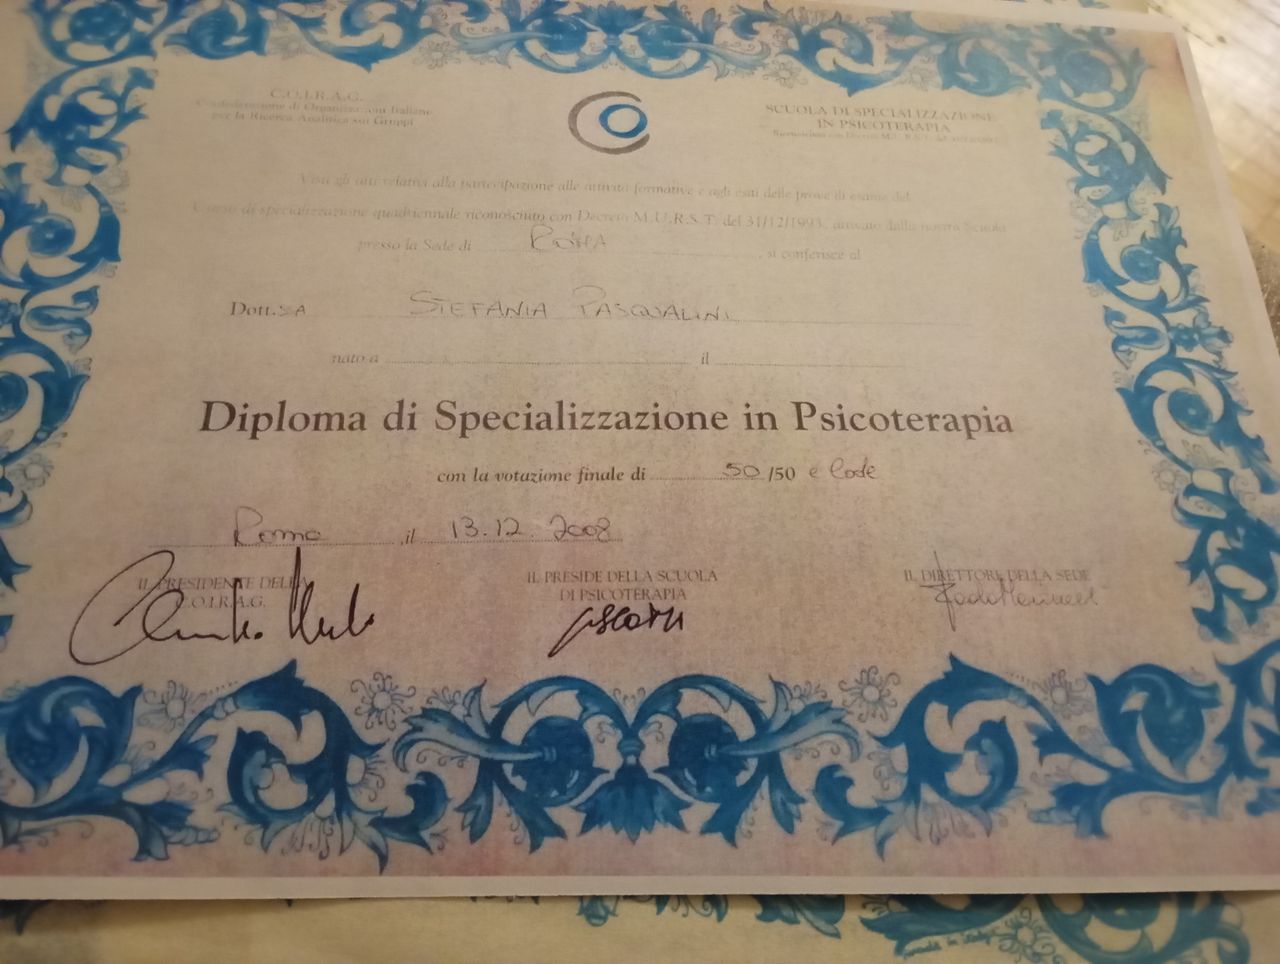 C.O.I.R.A.G.
Confederazione di Organizzazioni Italiane
per la Ricerca Analitica sui Gruppi
SCUOLA DI SPECIALIZZAZIONE
IN PSICOTERAPIA
Visti gli atti relativi alla partecipazione alle attività formative e agli esiti delle prove di esame del
Corso di specializzazione quadriennale riconosciuto con Decreto M.U.R.S.T. del 31/12/1993, attivato dalla nostra Scuola
presso la Sede di ROMA, si conferisce al
Dott.SSA STEFANIA PASQUALINI
nato a il
Diploma di Specializzazione in Psicoterapia
con la votazione finale di 50/50 e lode
Roma, il 13.12.2008
IL PRESIDENTE DELLA
C.O.I.R.A.G.
IL PRESIDE DELLA SCUOLA
DI PSICOTERAPIA
IL DIRETTORE DELLA SEDE